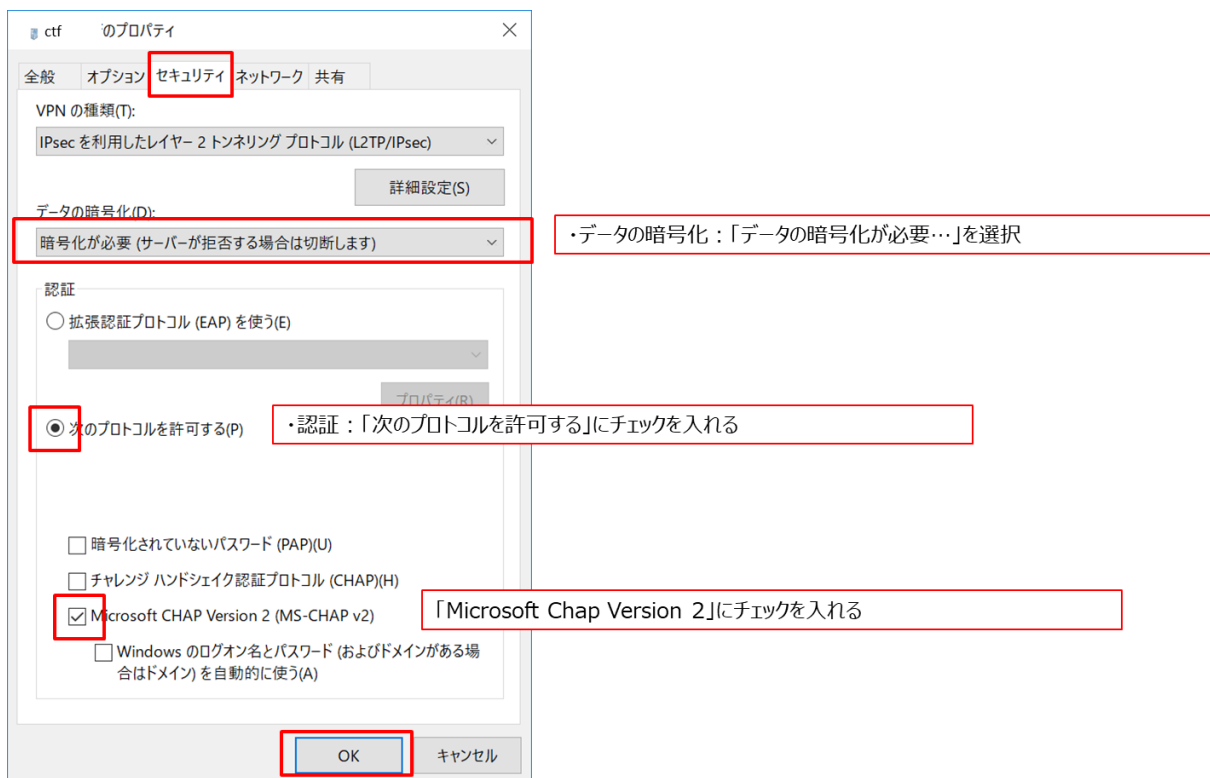 ctf のプロパティ
全般 オプション セキュリティ ネットワーク 共有
VPN の種類(T):
IPsec を利用したレイヤー 2 トンネリング プロトコル (L2TP/IPsec)
詳細設定(S)
データの暗号化(D):
暗号化が必要 (サーバーが拒否する場合は切断します)
・データの暗号化：「データの暗号化が必要…」を選択
認証
拡張認証プロトコル (EAP) を使う(E)
プロパティ(R)
次のプロトコルを許可する(P)
・認証：「次のプロトコルを許可する」にチェックを入れる
暗号化されていないパスワード (PAP)(U)
チャレンジ ハンドシェイク認証プロトコル (CHAP)(H)
Microsoft CHAP Version 2 (MS-CHAP v2)
「Microsoft Chap Version 2」にチェックを入れる
Windows のログオン名とパスワード (およびドメインがある場
合はドメイン) を自動的に使う(A)
OK キャンセル